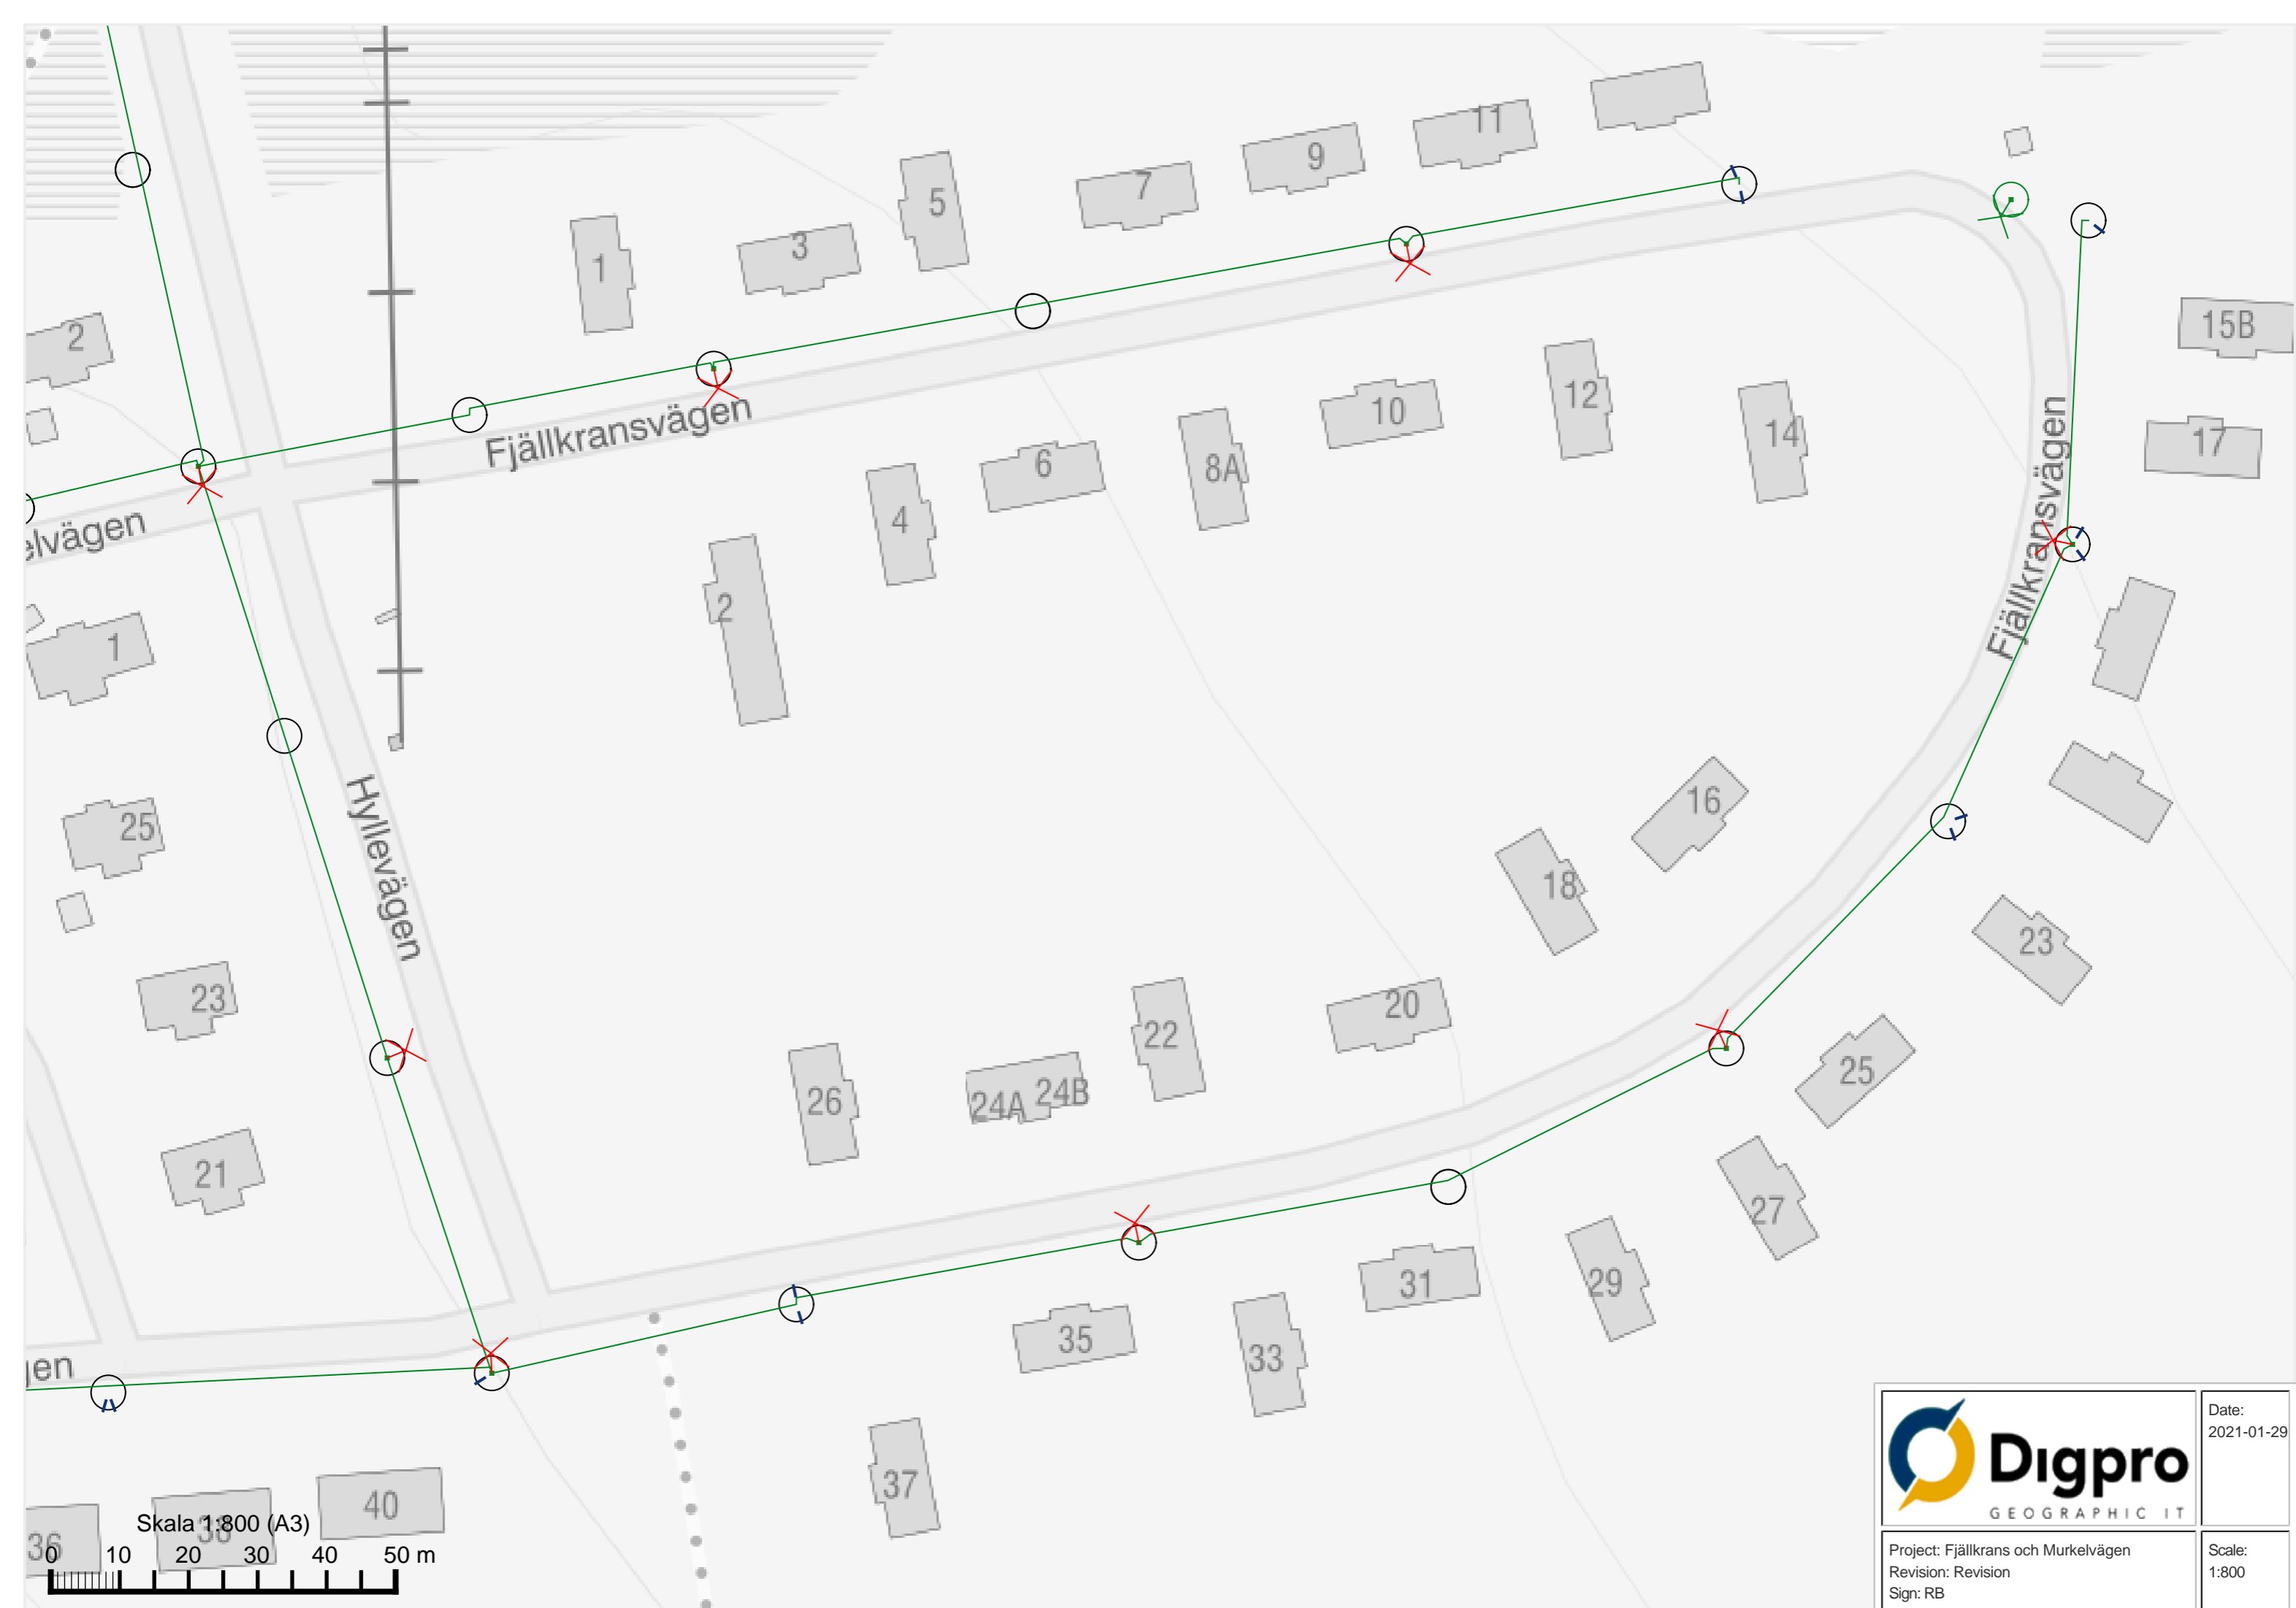 11
9
5
7
3
1
2
15B
12
10
14
17
6
8A
4
Fjällkransvägen
elvägen
2
1
Fjällkransvägen
16
25
Hyllevägen
18
23
23
20
22
25
26
24A 24B
21
27
31
29
35
33
gen
37
40
38
36
Skala 1:800 (A3)
0 10 20 30 40 50 m
Digpro
GEOGRAPHIC IT
Date:
2021-01-29
Project: Fjällkrans och Murkelvägen
Revision: Revision
Sign: RB
Scale:
1:800